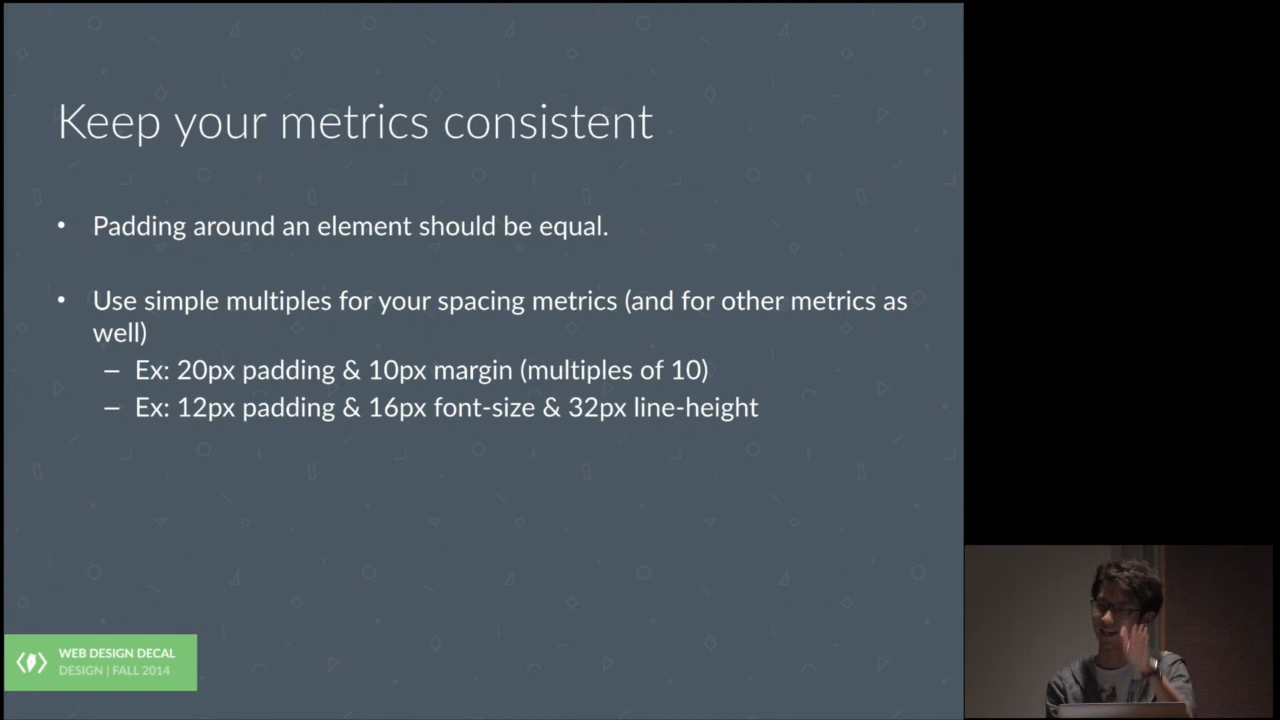 Keep your metrics consistent
• Padding around an element should be equal.
• Use simple multiples for your spacing metrics (and for other metrics as
well)
– Ex: 20px padding & 10px margin (multiples of 10)
– Ex: 12px padding & 16px font-size & 32px line-height
WEB DESIGN DECAL
DESIGN | FALL 2014